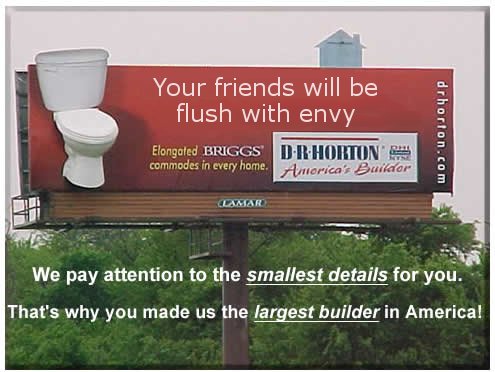 Your friends will be
flush with envy
Elongated BRIGGS®
commodes in every home.
D·R·HORTON® DHI
NYSE
America's Builder
drhorton.com
LAMAR
We pay attention to the smallest details for you.
That's why you made us the largest builder in America!